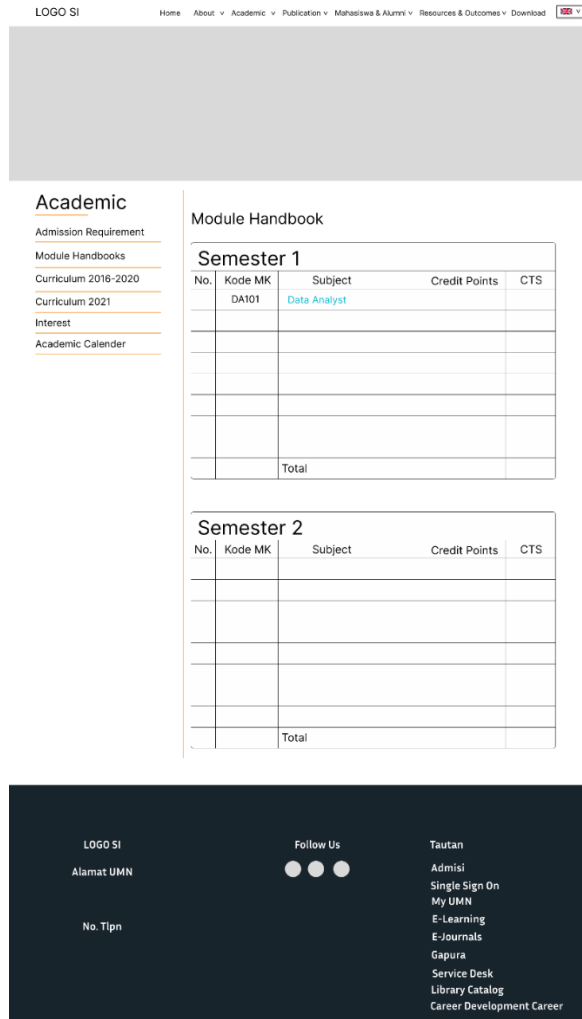 LOGO SI Home About Academic Publication Mahasiswa & Alumni Resources & Outcomes Download
Academic
Admission Requirement
Module Handbooks
Curriculum 2016-2020
Curriculum 2021
Interest
Academic Calender
Module Handbook
Semester 1
No. Kode MK Subject Credit Points CTS
DA101 Data Analyst
Total
Semester 2
No. Kode MK Subject Credit Points CTS
Total
LOGO SI
Alamat UMN
No. Tlpn
Follow Us
Tautan
Admisi
Single Sign On
My UMN
E-Learning
E-Journals
Gapura
Service Desk
Library Catalog
Career Development Career